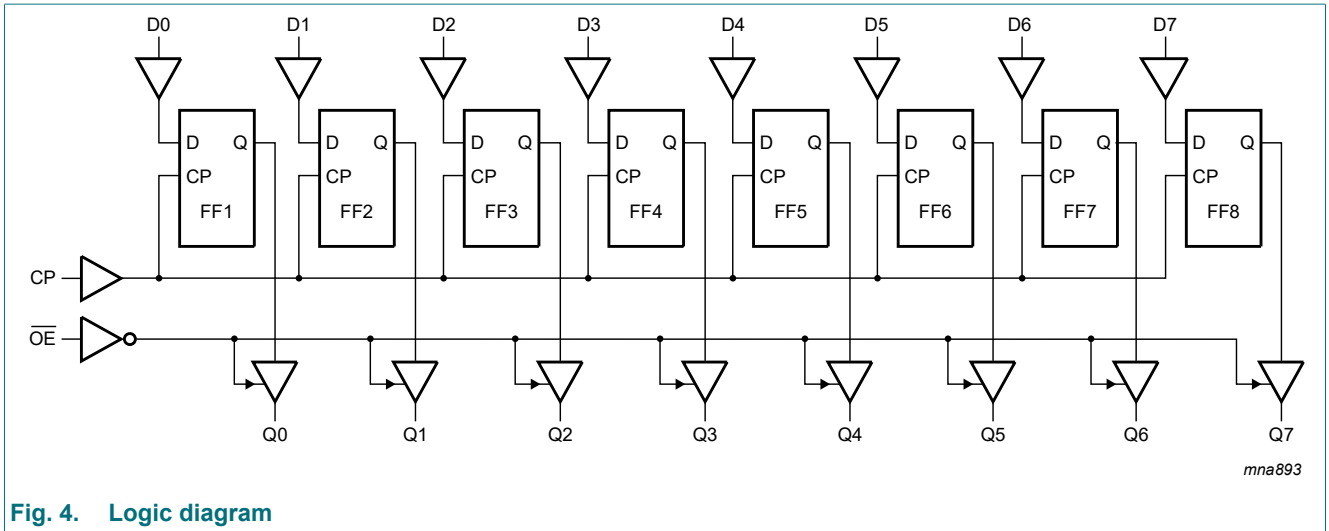 D0 D1 D2 D3 D4 D5 D6 D7
D Q D Q D Q D Q D Q D Q D Q D Q
CP CP CP CP CP CP CP CP
FF1 FF2 FF3 FF4 FF5 FF6 FF7 FF8
CP
O̅E̅
Q0 Q1 Q2 Q3 Q4 Q5 Q6 Q7
mna893
Fig. 4. Logic diagram